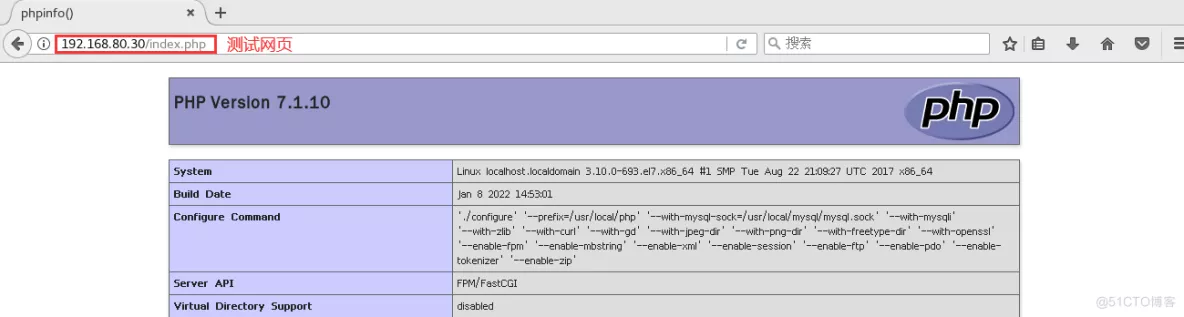 phpinfo()
192.168.80.30/index.php 测试网页 搜索
PHP Version 7.1.10 php
System Linux localhost.localdomain 3.10.0-693.el7.x86_64 #1 SMP Tue Aug 22 21:09:27 UTC 2017 x86_64
Build Date Jan 8 2022 14:53:01
Configure Command './configure' '--prefix=/usr/local/php' '--with-mysql-sock=/usr/local/mysql/mysql.sock' '--with-mysqli'
'--with-zlib' '--with-curl' '--with-gd' '--with-jpeg-dir' '--with-png-dir' '--with-freetype-dir' '--with-openssl'
'--enable-fpm' '--enable-mbstring' '--enable-xml' '--enable-session' '--enable-ftp' '--enable-pdo' '--enable-
tokenizer' '--enable-zip'
Server API FPM/FastCGI
Virtual Directory Support disabled
@51CTO博客